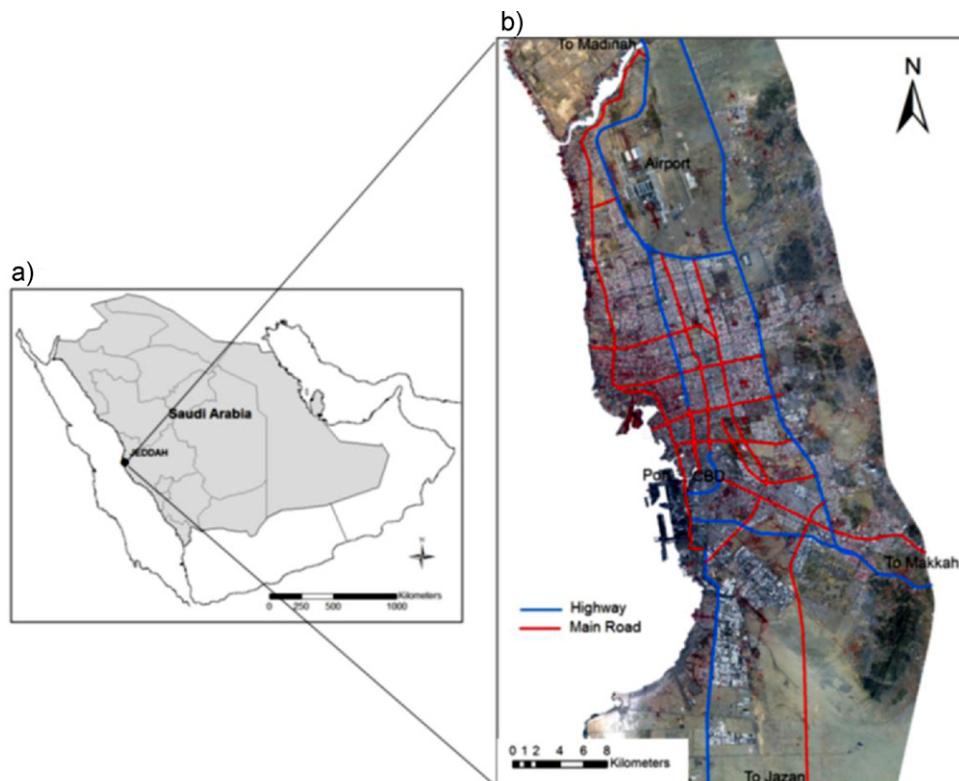 a)
Saudi Arabia
JEDDAH
0 250 500 1000
Kilometers
b)
To Madinah
N
Airport
Port CBD
To Makkah
Highway
Main Road
0 1 2 4 6 8
Kilometers
To Jazan